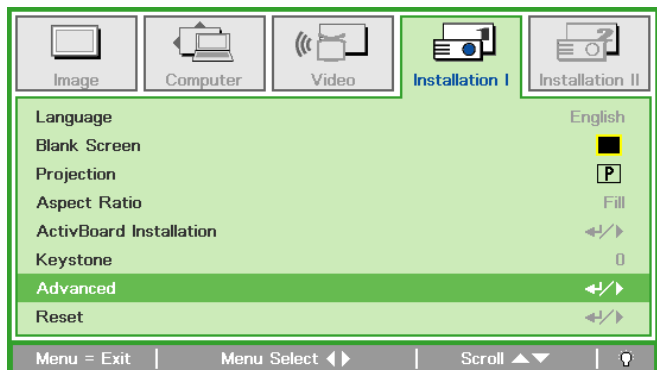 Image Computer Video Installation I Installation II
Language English
Blank Screen
Projection P
Aspect Ratio Fill
ActivBoard Installation ↵/▶
Keystone 0
Advanced ↵/▶
Reset ↵/▶
Menu = Exit | Menu Select ◀▶ | Scroll ▲▼ |